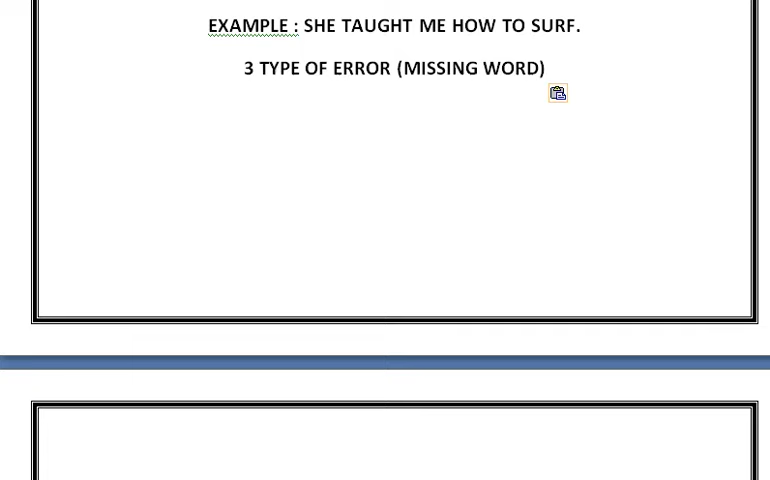 EXAMPLE : SHE TAUGHT ME HOW TO SURF.
3 TYPE OF ERROR (MISSING WORD)